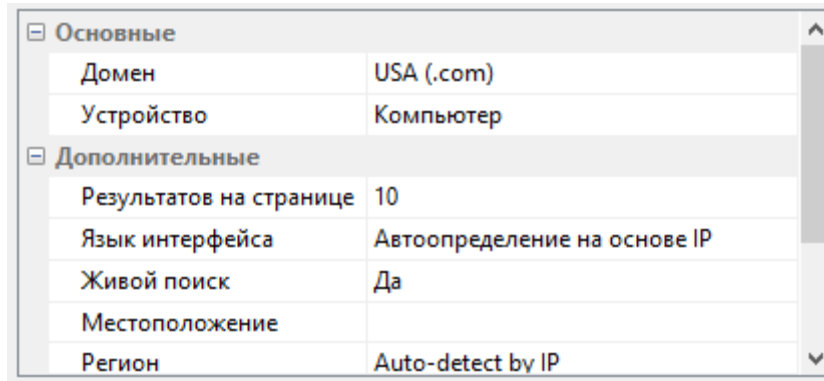 Основные
Домен USA (.com)
Устройство Компьютер
Дополнительные
Результатов на странице 10
Язык интерфейса Автоопределение на основе IP
Живой поиск Да
Местоположение
Регион Auto-detect by IP